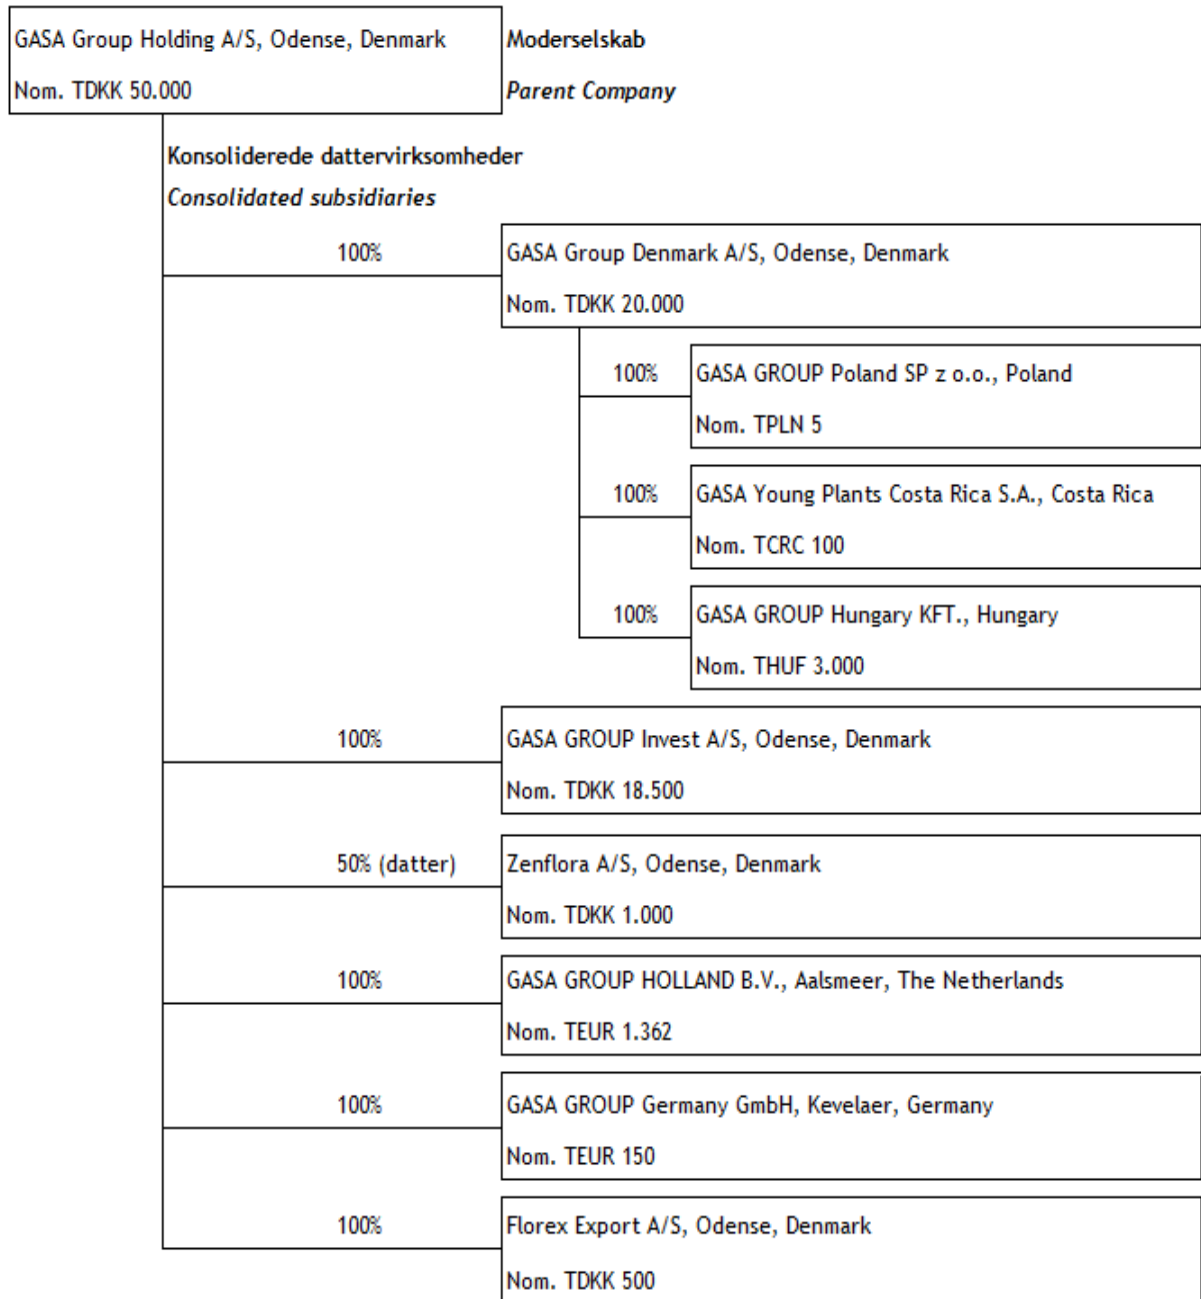 GASA Group Holding A/S, Odense, Denmark
Moderselskab
Nom. TDKK 50.000
Parent Company
Konsoliderede dattervirksomheder
Consolidated subsidiaries
100%
GASA Group Denmark A/S, Odense, Denmark
Nom. TDKK 20.000
100%
GASA GROUP Poland SP z o.o., Poland
Nom. TPLN 5
100%
GASA Young Plants Costa Rica S.A., Costa Rica
Nom. TCRC 100
100%
GASA GROUP Hungary KFT., Hungary
Nom. THUF 3.000
100%
GASA GROUP Invest A/S, Odense, Denmark
Nom. TDKK 18.500
50% (datter)
Zenflora A/S, Odense, Denmark
Nom. TDKK 1.000
100%
GASA GROUP HOLLAND B.V., Aalsmeer, The Netherlands
Nom. TEUR 1.362
100%
GASA GROUP Germany GmbH, Kevelaer, Germany
Nom. TEUR 150
100%
Florex Export A/S, Odense, Denmark
Nom. TDKK 500